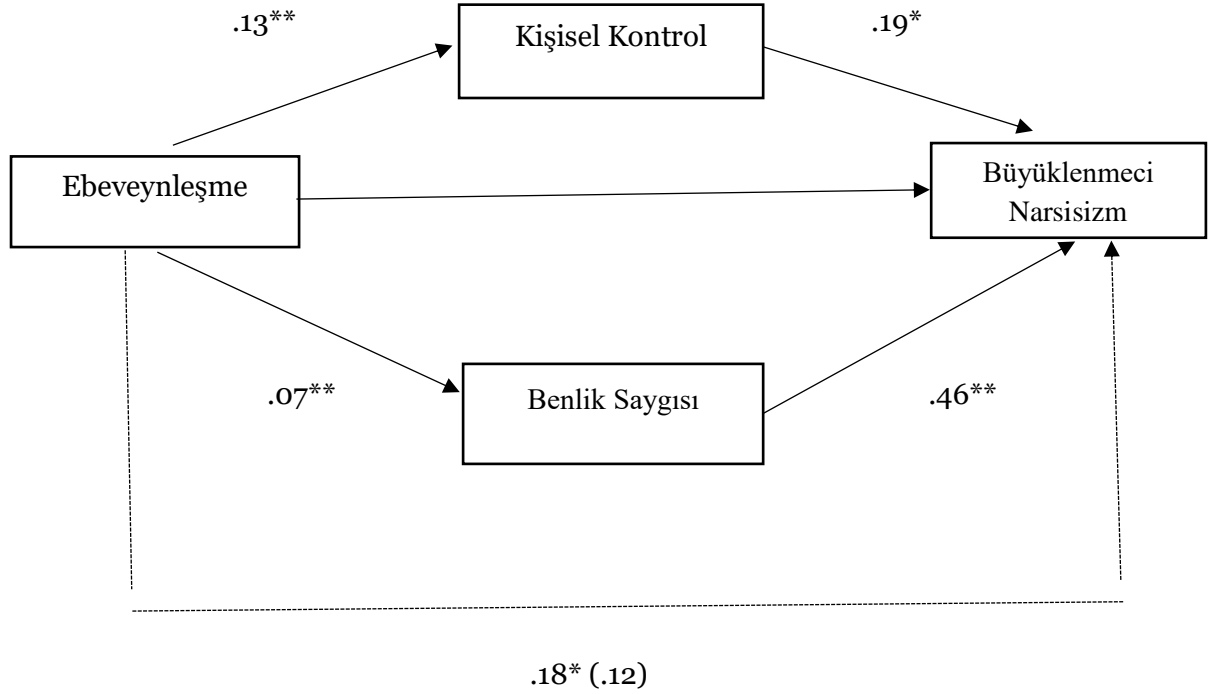 .13**
Kişisel Kontrol
.19*
Ebeveynleşme
Büyüklenmeci
Narsisizm
.07**
Benlik Saygısı
.46**
.18* (.12)